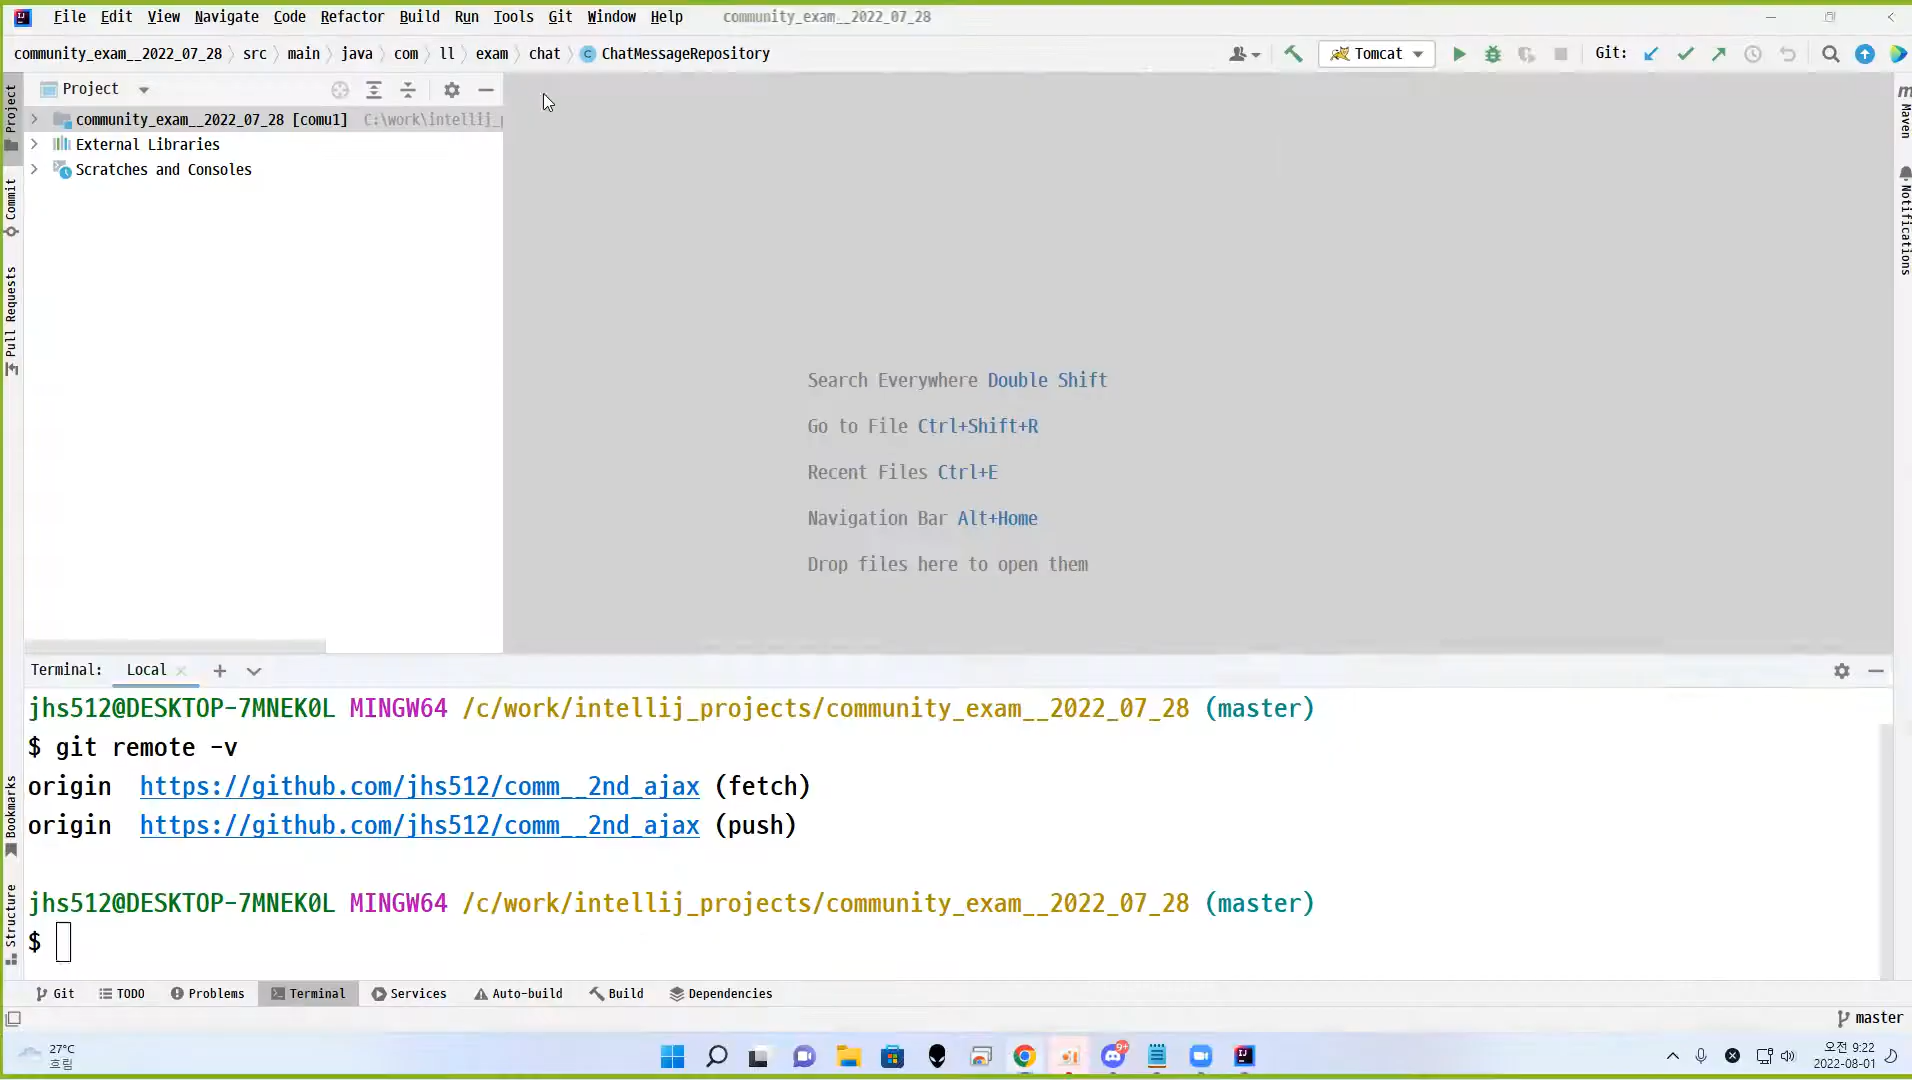 File Edit View Navigate Code Refactor Build Run Tools Git Window Help community_exam__2022_07_28
community_exam__2022_07_28 src main java com ll exam chat ChatMessageRepository Tomcat Git:
Project
community_exam__2022_07_28 [comu1] C:\work\intellij_
External Libraries
Scratches and Consoles
Project
Commit
Pull Requests
Bookmarks
Structure
Maven
Notifications
Search Everywhere Double Shift
Go to File Ctrl+Shift+R
Recent Files Ctrl+E
Navigation Bar Alt+Home
Drop files here to open them
Terminal: Local
jhs512@DESKTOP-7MNEK0L MINGW64 /c/work/intellij_projects/community_exam__2022_07_28 (master)
$ git remote -v
origin https://github.com/jhs512/comm__2nd_ajax (fetch)
origin https://github.com/jhs512/comm__2nd_ajax (push)
jhs512@DESKTOP-7MNEK0L MINGW64 /c/work/intellij_projects/community_exam__2022_07_28 (master)
$
Git TODO Problems Terminal Services Auto-build Build Dependencies
master
27°C
흐림
9+
오전 9:22
2022-08-01